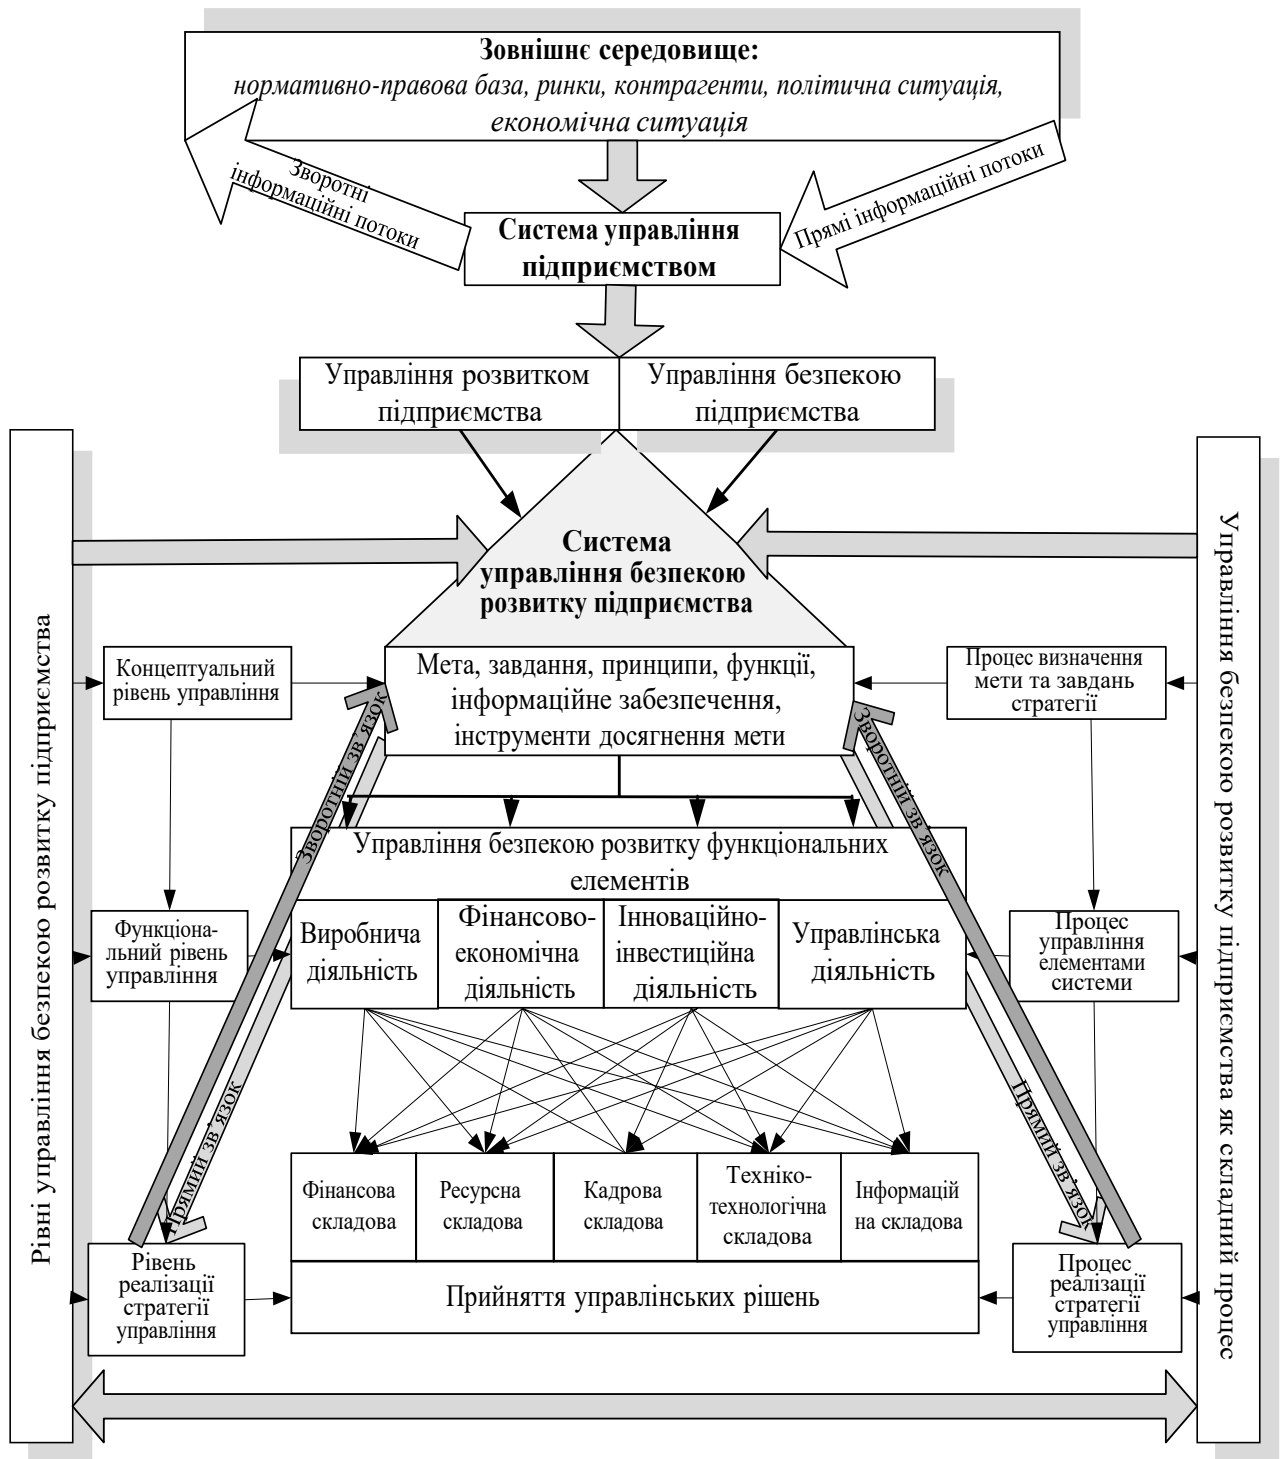 Зовнішнє середовище:
нормативно-правова база, ринки, контрагенти, політична ситуація,
економічна ситуація
Зворотні
інформаційні потоки
Прямі інформаційні потоки
Система управління
підприємством
Управління розвитком
підприємства
Управління безпекою
підприємства
Рівні управління безпекою розвитку підприємства
Управління безпекою розвитку підприємства як складний процес
Система
управління безпекою
розвитку підприємства
Концептуальний
рівень управління
Мета, завдання, принципи, функції,
інформаційне забезпечення,
інструменти досягнення мети
Процес визначення
мети та завдань
стратегії
Зворотній зв’язок
Зворотній зв’язок
Управління безпекою розвитку функціональних
елементів
Функціона-
льний рівень
управління
Виробнича
діяльність
Фінансово-
економічна
діяльність
Інноваційно-
інвестиційна
діяльність
Управлінська
діяльність
Процес
управління
елементами
системи
Прямий зв’язок
Прямий зв’язок
Фінансова
складова
Ресурсна
складова
Кадрова
складова
Техніко-
технологічна
складова
Інформацій
на складова
Рівень
реалізації
стратегії
управління
Прийняття управлінських рішень
Процес
реалізації
стратегії
управління